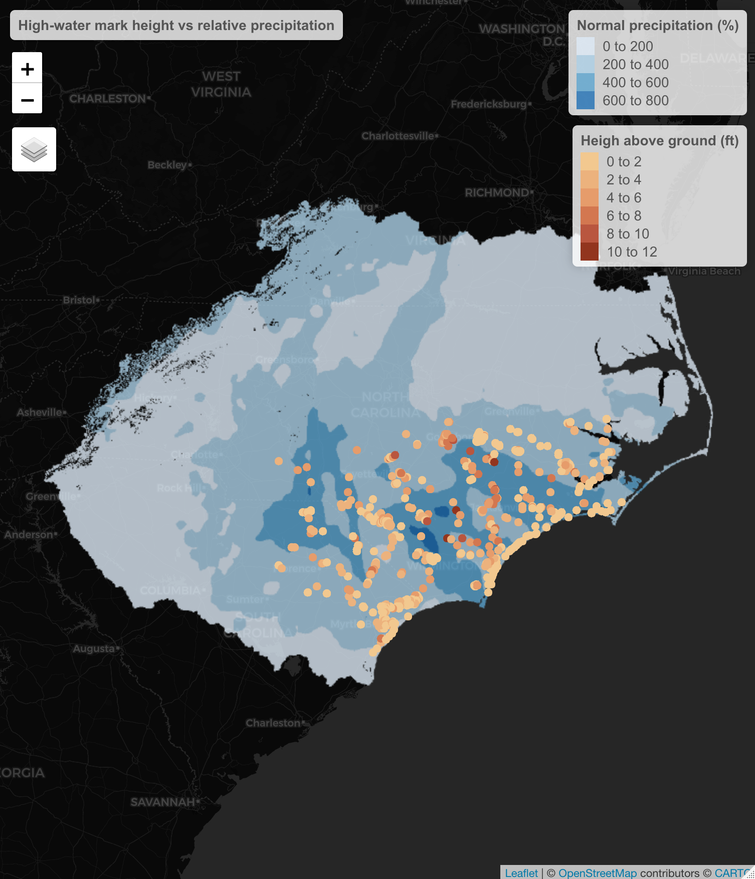 High-water mark height vs relative precipitation
+
−
Normal precipitation (%)
0 to 200
200 to 400
400 to 600
600 to 800
Heigh above ground (ft)
0 to 2
2 to 4
4 to 6
6 to 8
8 to 10
10 to 12
Winchester
WASHINGTON
D.C.
DELAWARE
WEST
VIRGINIA
CHARLESTON
Fredericksburg
Charlottesville
Beckley
RICHMOND
VIRGINIA
Virginia Beach
Bristol
Greensboro
NORTH
CAROLINA
Greenville
Asheville
Charlotte
Rock Hill
Greenville
Anderson
WILMINGTON
COLUMBIA
Sumter
SOUTH
CAROLINA
Augusta
Charleston
SAVANNAH
Leaflet | © OpenStreetMap contributors © CARTO